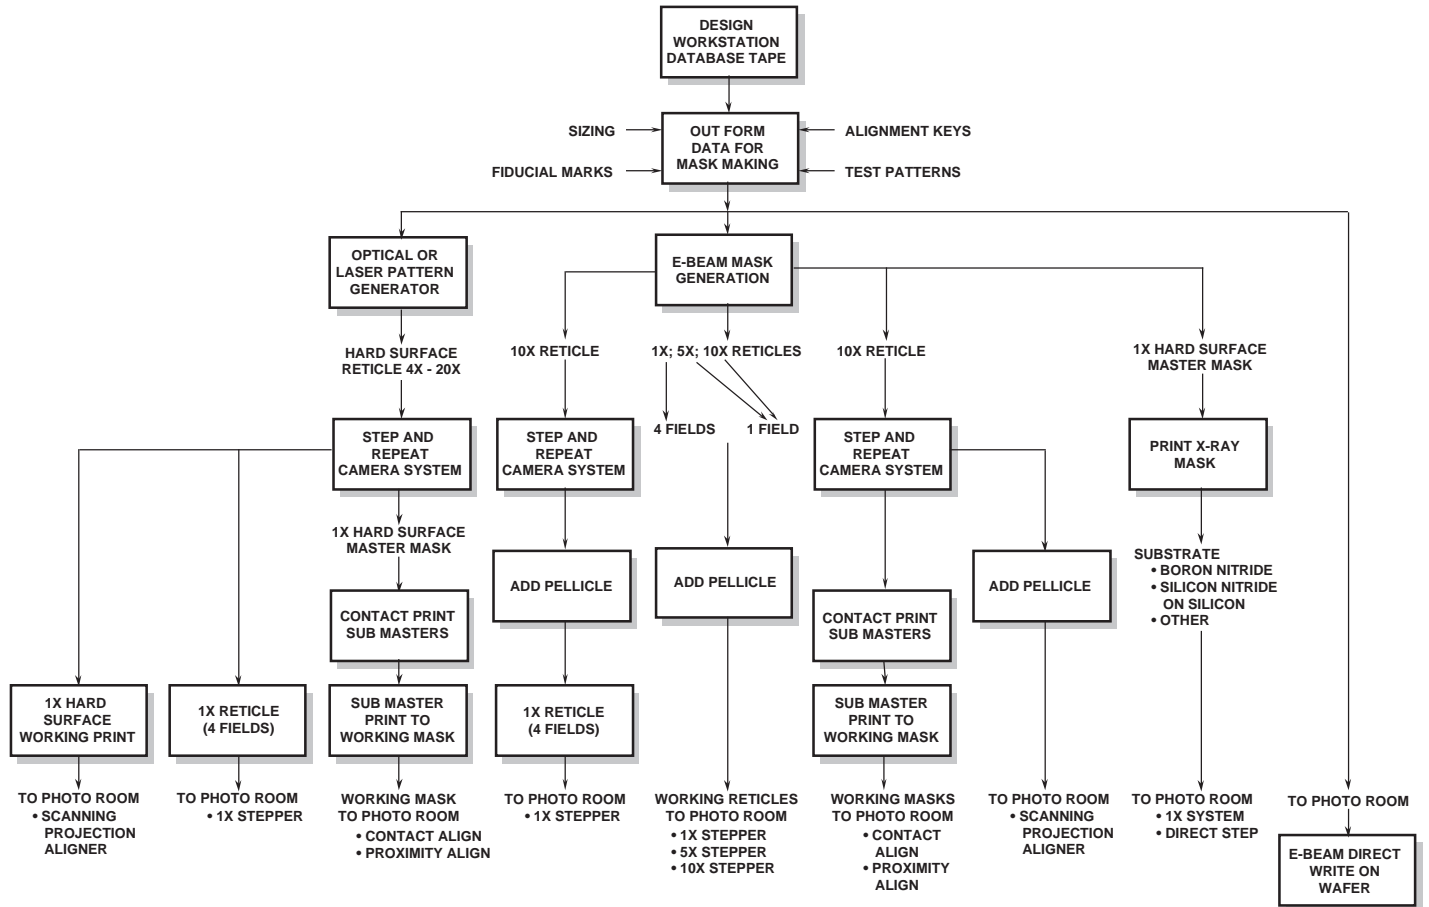 DESIGN
WORKSTATION
DATABASE TAPE
SIZING
OUT FORM
DATA FOR
MASK MAKING
ALIGNMENT KEYS
FIDUCIAL MARKS
TEST PATTERNS
OPTICAL OR
LASER PATTERN
GENERATOR
E-BEAM MASK
GENERATION
HARD SURFACE
RETICLE 4X - 20X
10X RETICLE
1X; 5X; 10X RETICLES
10X RETICLE
1X HARD SURFACE
MASTER MASK
STEP AND
REPEAT
CAMERA SYSTEM
STEP AND
REPEAT
CAMERA SYSTEM
4 FIELDS
1 FIELD
STEP AND
REPEAT
CAMERA SYSTEM
PRINT X-RAY
MASK
1X HARD SURFACE
MASTER MASK
ADD PELLICLE
ADD PELLICLE
ADD PELLICLE
SUBSTRATE
• BORON NITRIDE
• SILICON NITRIDE
ON SILICON
• OTHER
CONTACT PRINT
SUB MASTERS
CONTACT PRINT
SUB MASTERS
1X HARD
SURFACE
WORKING PRINT
1X RETICLE
(4 FIELDS)
SUB MASTER
PRINT TO
WORKING MASK
1X RETICLE
(4 FIELDS)
SUB MASTER
PRINT TO
WORKING MASK
TO PHOTO ROOM
• SCANNING
PROJECTION
ALIGNER
TO PHOTO ROOM
• 1X STEPPER
WORKING MASK
TO PHOTO ROOM
• CONTACT ALIGN
• PROXIMITY ALIGN
TO PHOTO ROOM
• 1X STEPPER
WORKING RETICLES
TO PHOTO ROOM
• 1X STEPPER
• 5X STEPPER
• 10X STEPPER
WORKING MASKS
TO PHOTO ROOM
• CONTACT
ALIGN
• PROXIMITY
ALIGN
TO PHOTO ROOM
• SCANNING
PROJECTION
ALIGNER
TO PHOTO ROOM
• 1X SYSTEM
• DIRECT STEP
TO PHOTO ROOM
E-BEAM DIRECT
WRITE ON
WAFER